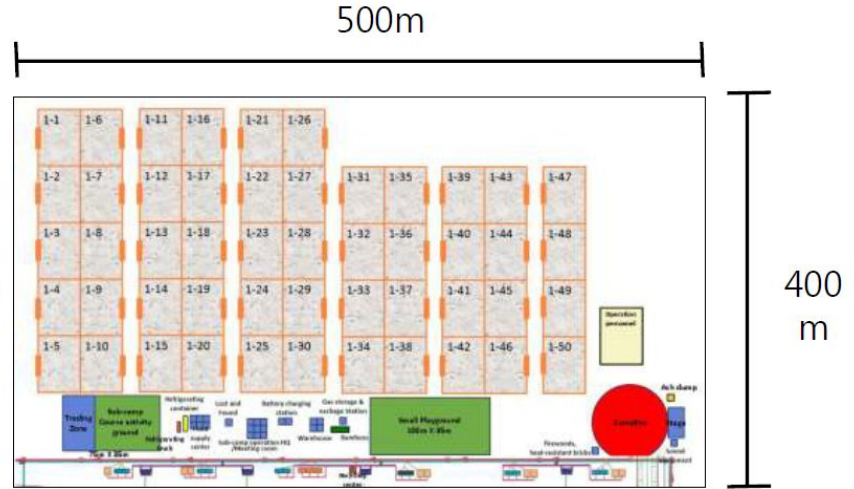 500m
400
m
1-1 1-6 1-11 1-16 1-21 1-26
1-2 1-7 1-12 1-17 1-22 1-27 1-31 1-35 1-39 1-43 1-47
1-3 1-8 1-13 1-18 1-23 1-28 1-32 1-36 1-40 1-44 1-48
1-4 1-9 1-14 1-19 1-24 1-29 1-33 1-37 1-41 1-45 1-49
1-5 1-10 1-15 1-20 1-25 1-30 1-34 1-38 1-42 1-46 1-50
Operation
personnel
Ash dump
Trading
Zone
Sub-camp
Course activity
ground
Refrigerating
container
supply
center
Lost and
found
Battery charging
station
Sub-camp operation HQ
/Meeting room
Warehouse
Gas storage &
package Station
Small Playground
Stage
Firewoods,
heat-resistant bricks